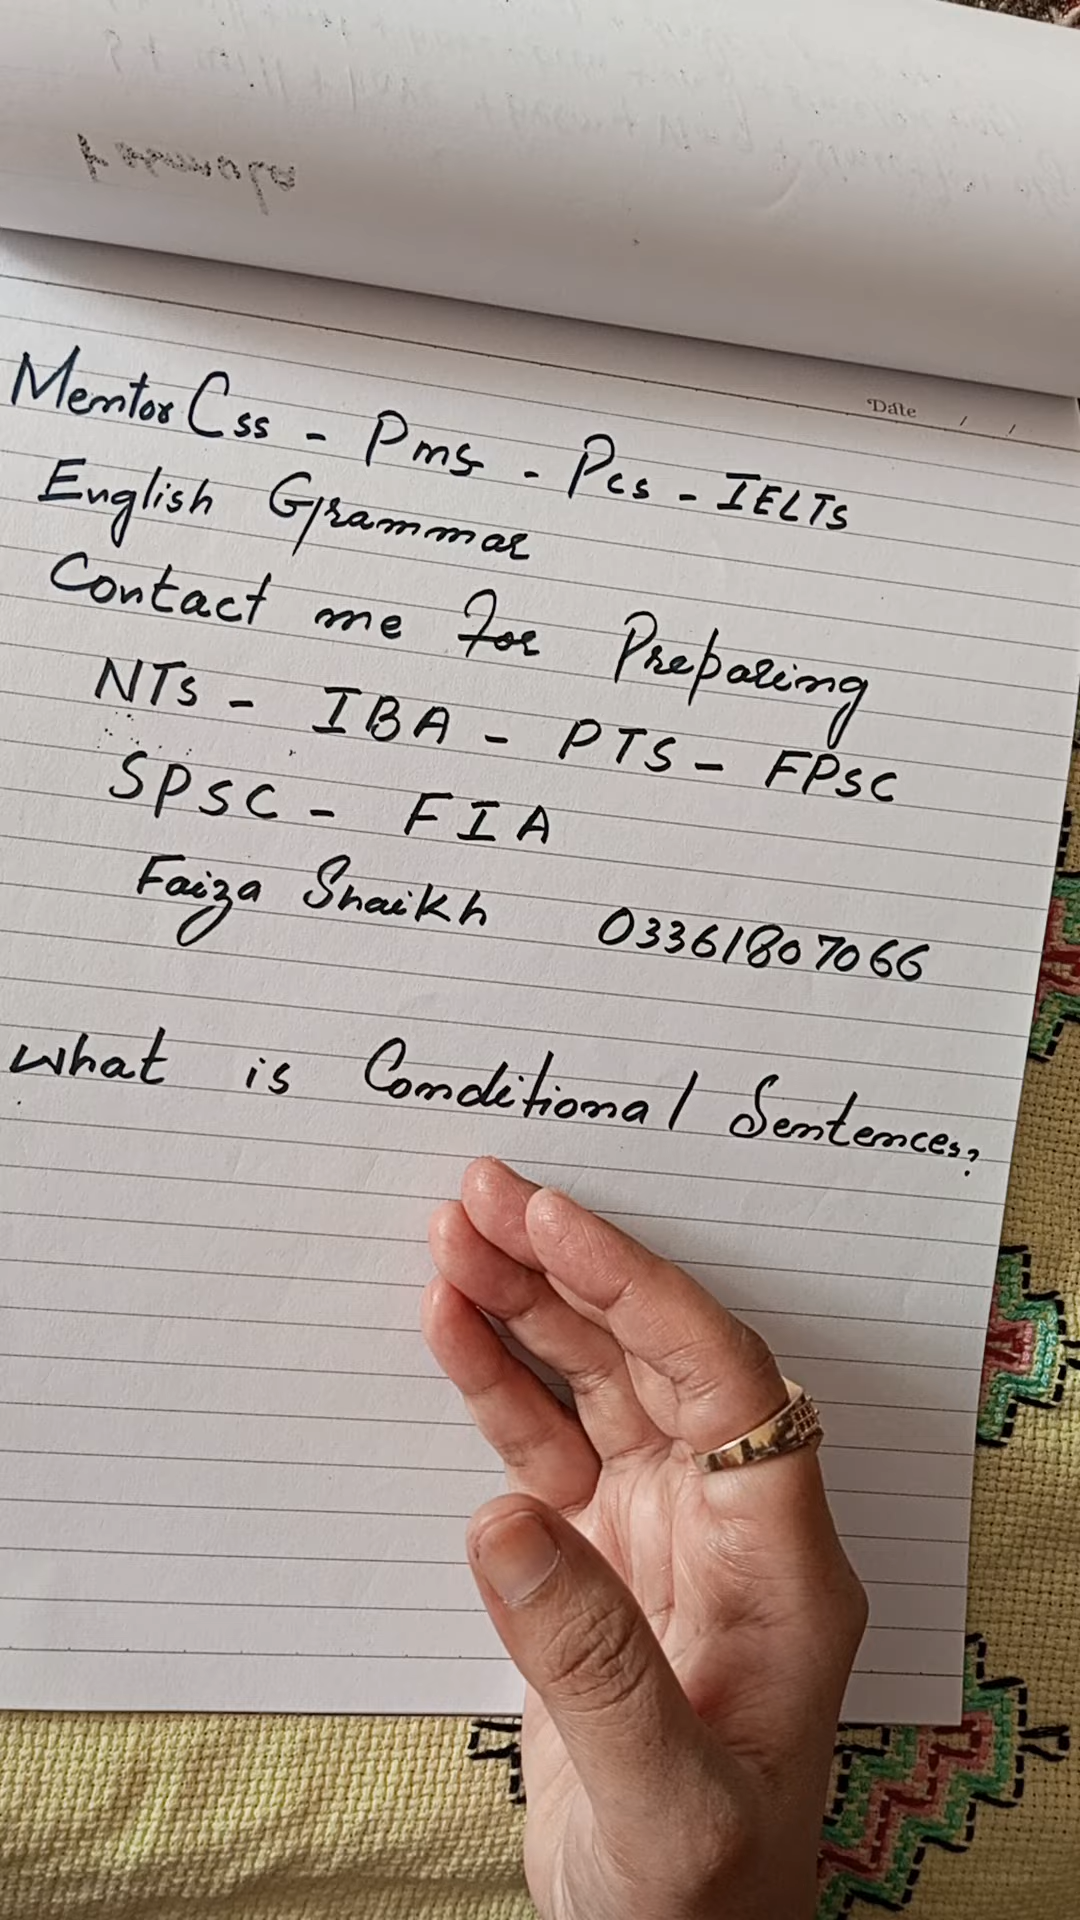 Date / /
Mentor Css - Pms - Pcs - IELTS
English Grammar
Contact me for Preparing
NTS - IBA - PTS - FPSC
SPSC - FIA
Faiza Shaikh 03361807066
What is Conditional Sentences?